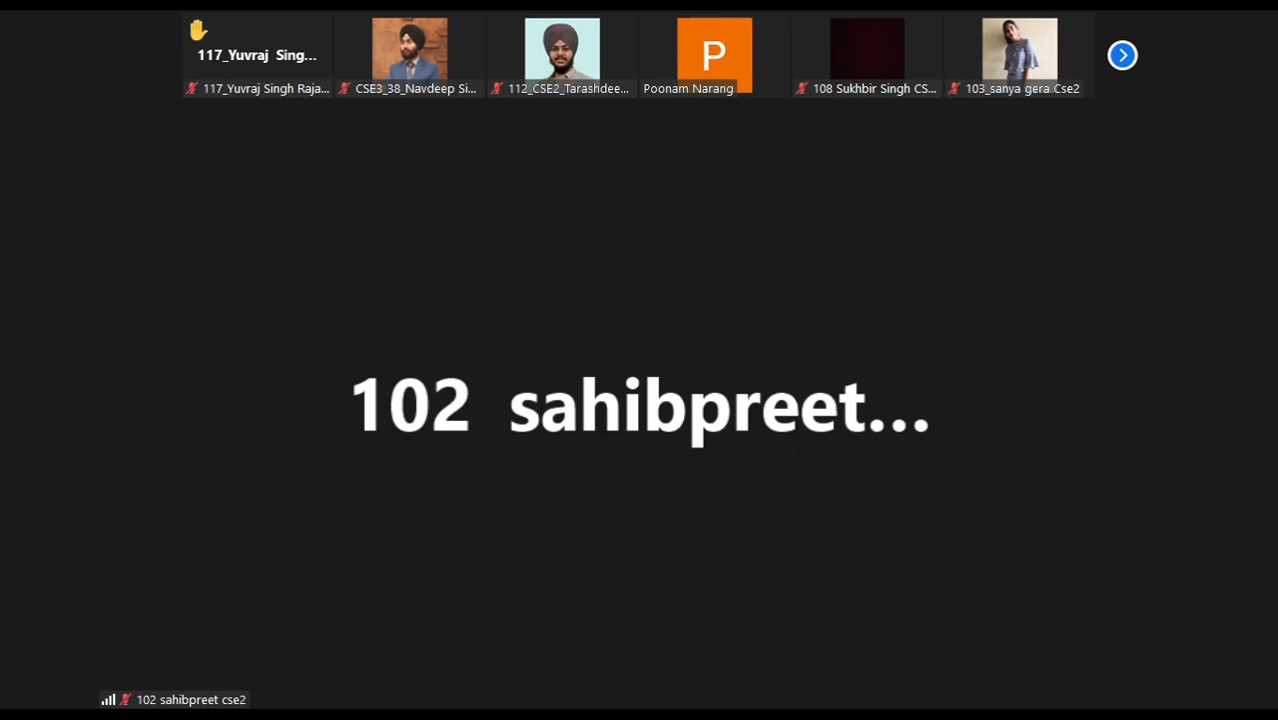 117_Yuvraj Sing...
117_Yuvraj Singh Raja...
CSE3_38_Navdeep Si...
112_CSE2_Tarashdee...
P
Poonam Narang
108 Sukhbir Singh CS...
103_sanya gera Cse2
102 sahibpreet...
102 sahibpreet cse2